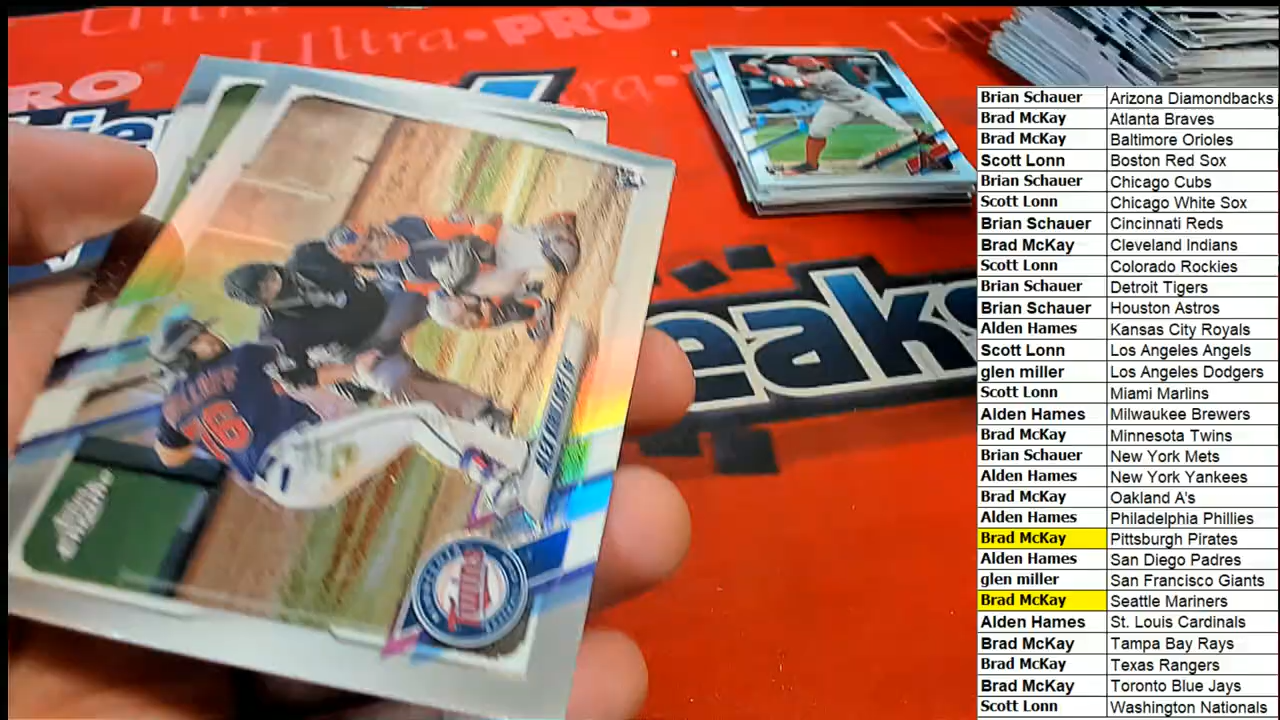 Ultra PRO
Ultra PRO
Ultra
PRO
eaks
16
ALEX KIRILLOFF
Twins
Brian Schauer Arizona Diamondbacks
Brad McKay Atlanta Braves
Brad McKay Baltimore Orioles
Scott Lonn Boston Red Sox
Brian Schauer Chicago Cubs
Scott Lonn Chicago White Sox
Brian Schauer Cincinnati Reds
Brad McKay Cleveland Indians
Scott Lonn Colorado Rockies
Brian Schauer Detroit Tigers
Brian Schauer Houston Astros
Alden Hames Kansas City Royals
Scott Lonn Los Angeles Angels
glen miller Los Angeles Dodgers
Scott Lonn Miami Marlins
Alden Hames Milwaukee Brewers
Brad McKay Minnesota Twins
Brian Schauer New York Mets
Alden Hames New York Yankees
Brad McKay Oakland A's
Alden Hames Philadelphia Phillies
Brad McKay Pittsburgh Pirates
Alden Hames San Diego Padres
glen miller San Francisco Giants
Brad McKay Seattle Mariners
Alden Hames St. Louis Cardinals
Brad McKay Tampa Bay Rays
Brad McKay Texas Rangers
Brad McKay Toronto Blue Jays
Scott Lonn Washington Nationals